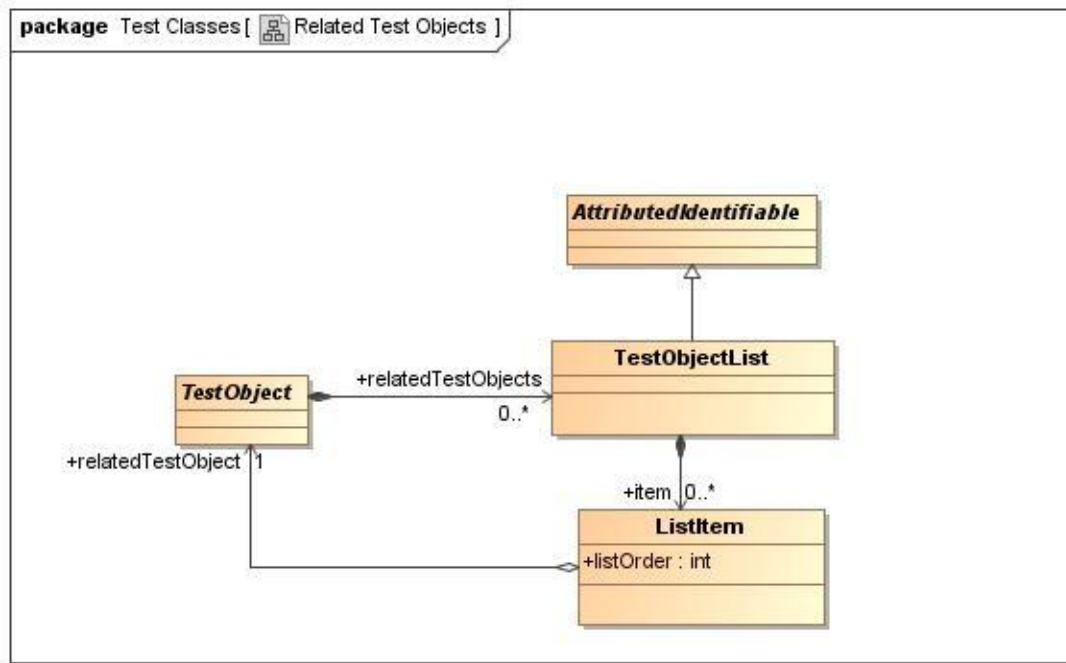 package Test Classes [ Related Test Objects ]
AttributedIdentifiable
TestObjectList
+relatedTestObjects
TestObject
0..*
+relatedTestObject 1
+item 0..*
ListItem
+listOrder : int